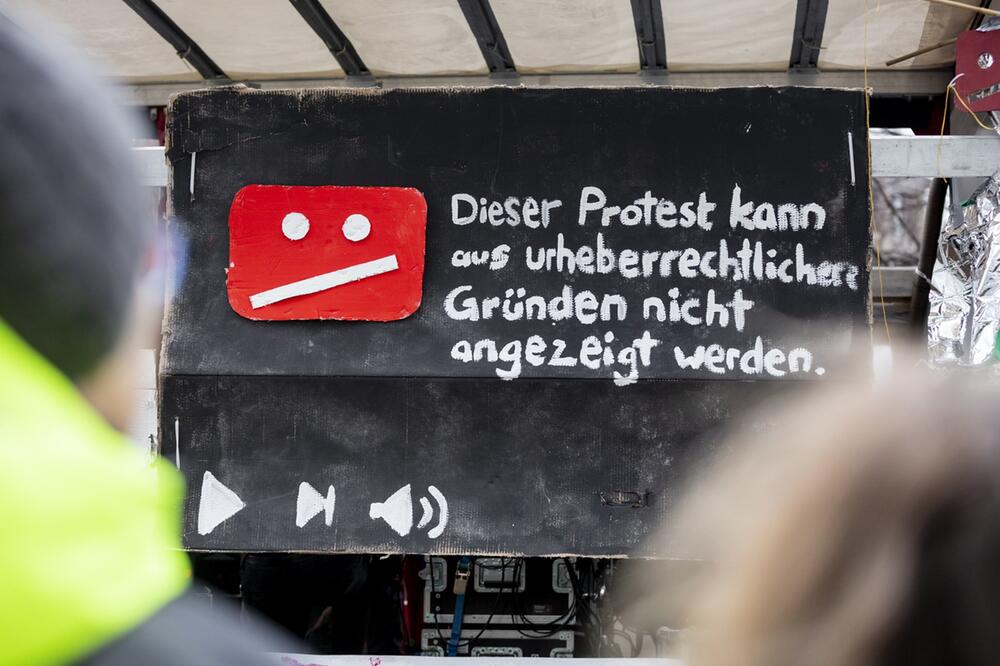 Dieser Protest kann
aus urheberrechtlichen
Gründen nicht
angezeigt werden.